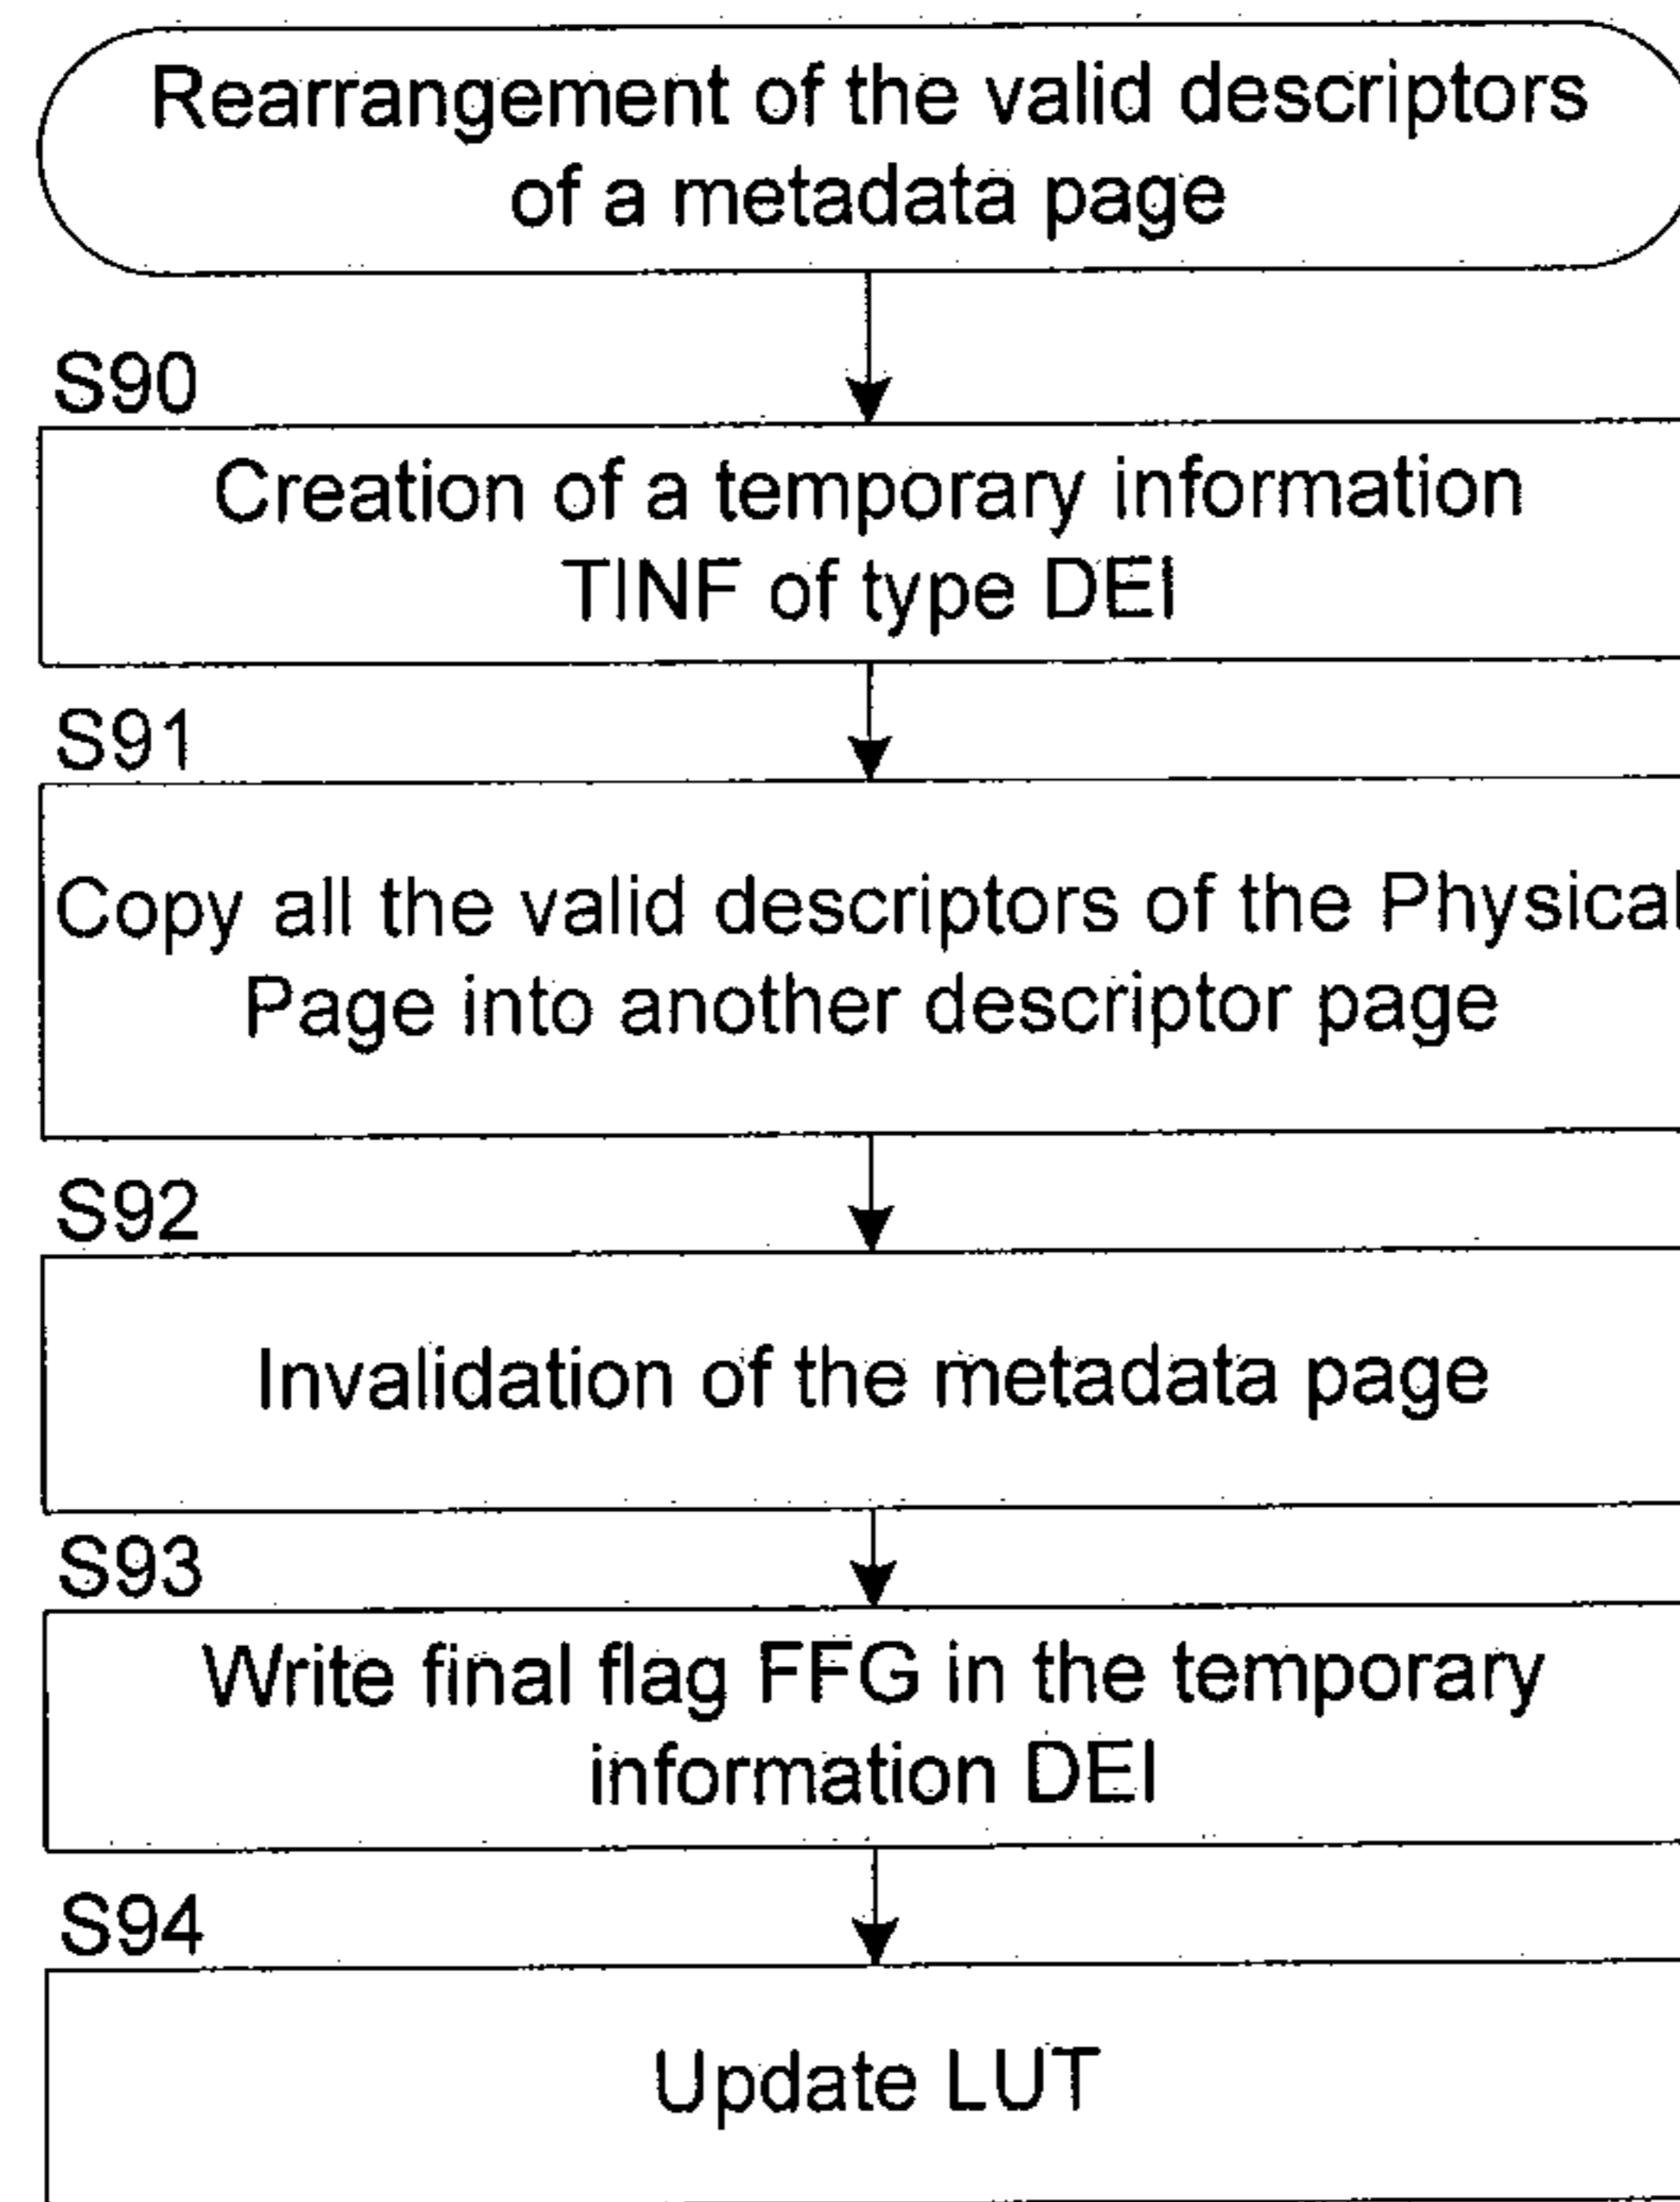 Rearrangement of the valid descriptors
of a metadata page
S90
Creation of a temporary information
TINF of type DEI
S91
Copy all the valid descriptors of the Physical
Page into another descriptor page
S92
Invalidation of the metadata page
S93
Write final flag FFG in the temporary
information DEI
S94
Update LUT